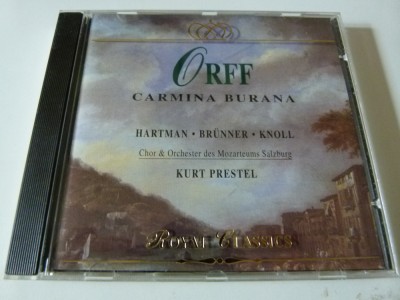 ORFF
CARMINA BURANA
HARTMAN • BRÜNNER • KNOLL
Chor & Orchester des Mozarteums Salzburg
KURT PRESTEL
ROYAL CLASSICS